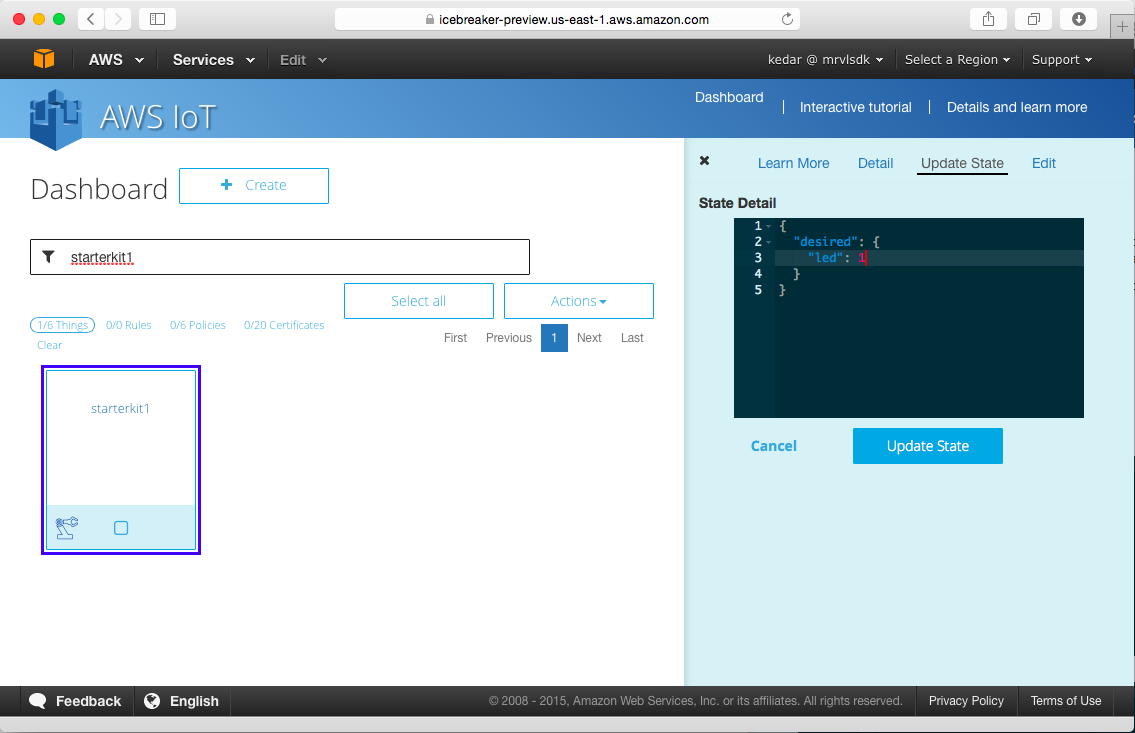 icebreaker-preview.us-east-1.aws.amazon.com
AWS Services Edit kedar @ mrvlsdk Select a Region Support
AWS IoT
Dashboard Interactive tutorial Details and learn more
Dashboard
+ Create
starterkit1
Select all Actions
1/6 Things 0/0 Rules 0/6 Policies 0/20 Certificates
Clear
First Previous 1 Next Last
starterkit1
Learn More Detail Update State Edit
State Detail
1 {
2 "desired": {
3 "led": 1
4 }
5 }
Cancel Update State
Feedback English © 2008 - 2015, Amazon Web Services, Inc. or its affiliates. All rights reserved. Privacy Policy Terms of Use